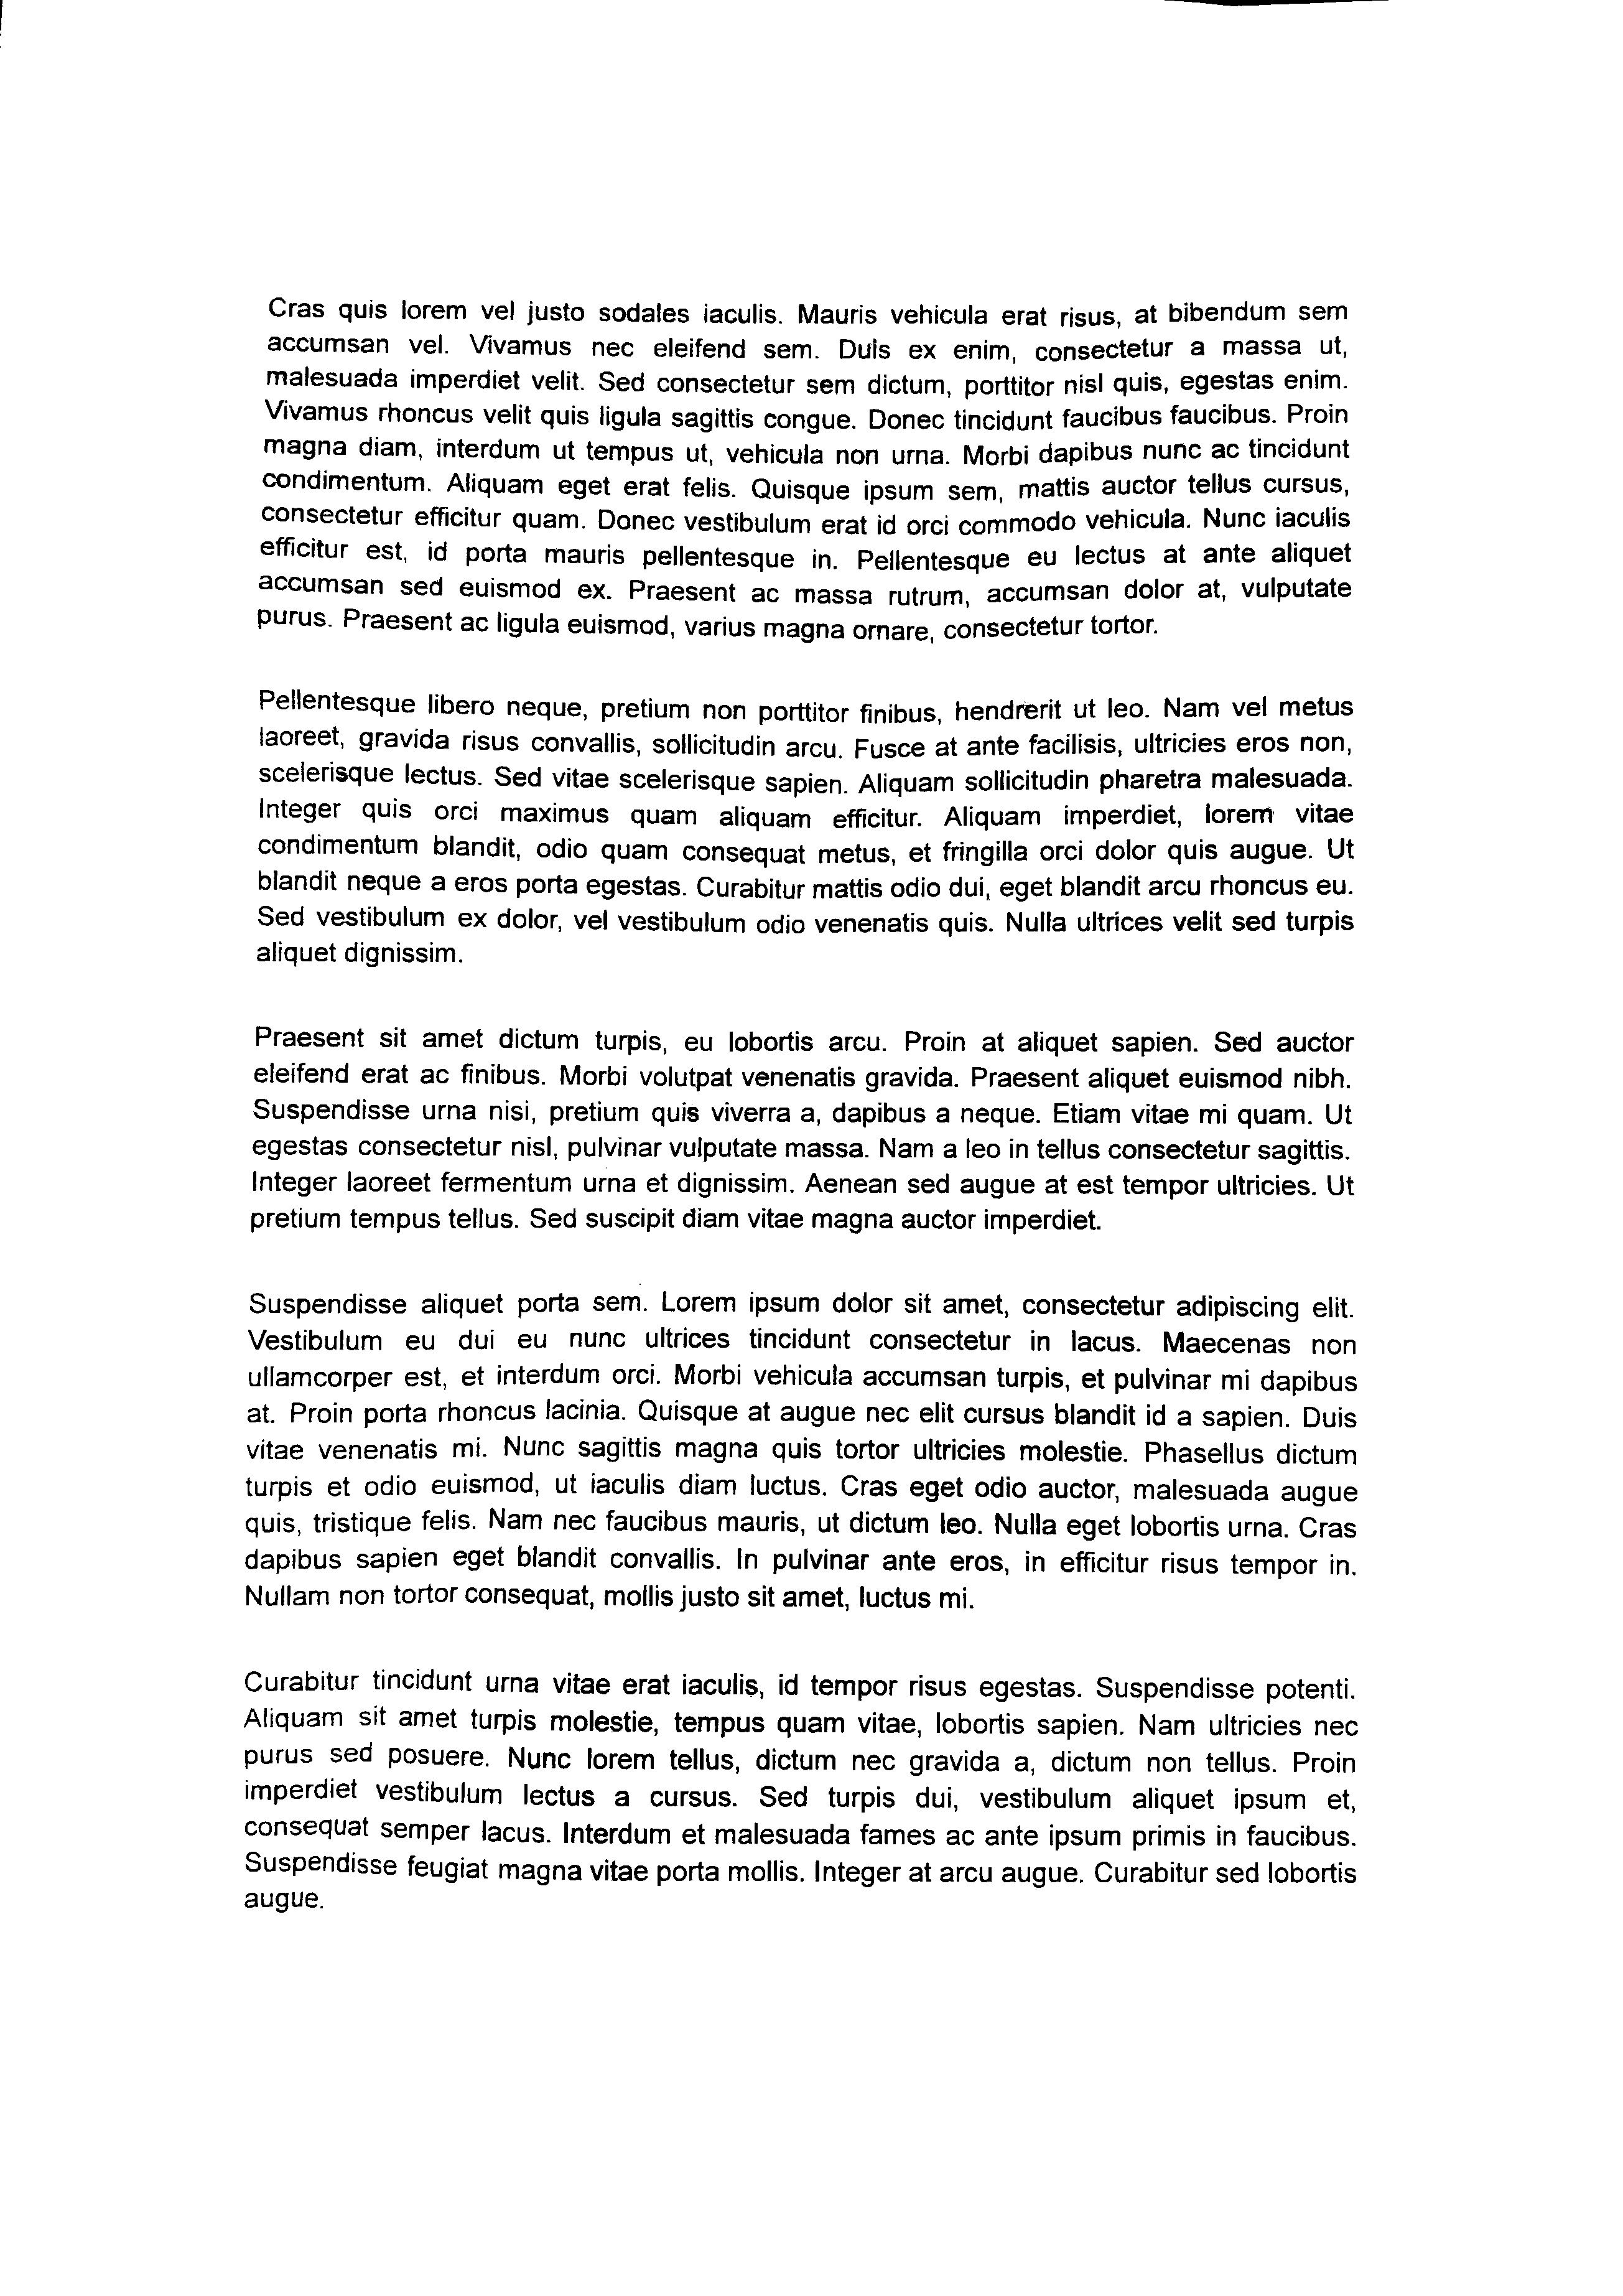 Cras quis lorem vel justo sodales iaculis. Mauris vehicula erat risus, at bibendum sem
accumsan vel. Vivamus nec eleifend sem. Duis ex enim, consectetur a massa ut,
malesuada imperdiet velit. Sed consectetur sem dictum, porttitor nisl quis, egestas enim.
Vivamus rhoncus velit quis ligula sagittis congue. Donec tincidunt faucibus faucibus. Proin
magna diam, interdum ut tempus ut, vehicula non urna. Morbi dapibus nunc ac tincidunt
condimentum. Aliquam eget erat felis. Quisque ipsum sem, mattis auctor tellus cursus,
consectetur efficitur quam. Donec vestibulum erat id orci commodo vehicula. Nunc iaculis
efficitur est, id porta mauris pellentesque in. Pellentesque eu lectus at ante aliquet
accumsan sed euismod ex. Praesent ac massa rutrum, accumsan dolor at, vulputate
purus. Praesent ac ligula euismod, varius magna ornare, consectetur tortor.
Pellentesque libero neque, pretium non porttitor finibus, hendrerit ut leo. Nam vel metus
laoreet, gravida risus convallis, sollicitudin arcu. Fusce at ante facilisis, ultricies eros non,
scelerisque lectus. Sed vitae scelerisque sapien. Aliquam sollicitudin pharetra malesuada.
Integer quis orci maximus quam aliquam efficitur. Aliquam imperdiet, lorem vitae
condimentum blandit, odio quam consequat metus, et fringilla orci dolor quis augue. Ut
blandit neque a eros porta egestas. Curabitur mattis odio dui, eget blandit arcu rhoncus eu.
Sed vestibulum ex dolor, vel vestibulum odio venenatis quis. Nulla ultrices velit sed turpis
aliquet dignissim.
Praesent sit amet dictum turpis, eu lobortis arcu. Proin at aliquet sapien. Sed auctor
eleifend erat ac finibus. Morbi volutpat venenatis gravida. Praesent aliquet euismod nibh.
Suspendisse urna nisi, pretium quis viverra a, dapibus a neque. Etiam vitae mi quam. Ut
egestas consectetur nisl, pulvinar vulputate massa. Nam a leo in tellus consectetur sagittis.
Integer laoreet fermentum urna et dignissim. Aenean sed augue at est tempor ultricies. Ut
pretium tempus tellus. Sed suscipit diam vitae magna auctor imperdiet.
Suspendisse aliquet porta sem. Lorem ipsum dolor sit amet, consectetur adipiscing elit.
Vestibulum eu dui eu nunc ultrices tincidunt consectetur in lacus. Maecenas non
ullamcorper est, et interdum orci. Morbi vehicula accumsan turpis, et pulvinar mi dapibus
at. Proin porta rhoncus lacinia. Quisque at augue nec elit cursus blandit id a sapien. Duis
vitae venenatis mi. Nunc sagittis magna quis tortor ultricies molestie. Phasellus dictum
turpis et odio euismod, ut iaculis diam luctus. Cras eget odio auctor, malesuada augue
quis, tristique felis. Nam nec faucibus mauris, ut dictum leo. Nulla eget lobortis urna. Cras
dapibus sapien eget blandit convallis. In pulvinar ante eros, in efficitur risus tempor in.
Nullam non tortor consequat, mollis justo sit amet, luctus mi.
Curabitur tincidunt urna vitae erat iaculis, id tempor risus egestas. Suspendisse potenti.
Aliquam sit amet turpis molestie, tempus quam vitae, lobortis sapien. Nam ultricies nec
purus sed posuere. Nunc lorem tellus, dictum nec gravida a, dictum non tellus. Proin
imperdiet vestibulum lectus a cursus. Sed turpis dui, vestibulum aliquet ipsum et,
consequat semper lacus. Interdum et malesuada fames ac ante ipsum primis in faucibus.
Suspendisse feugiat magna vitae porta mollis. Integer at arcu augue. Curabitur sed lobortis
augue.